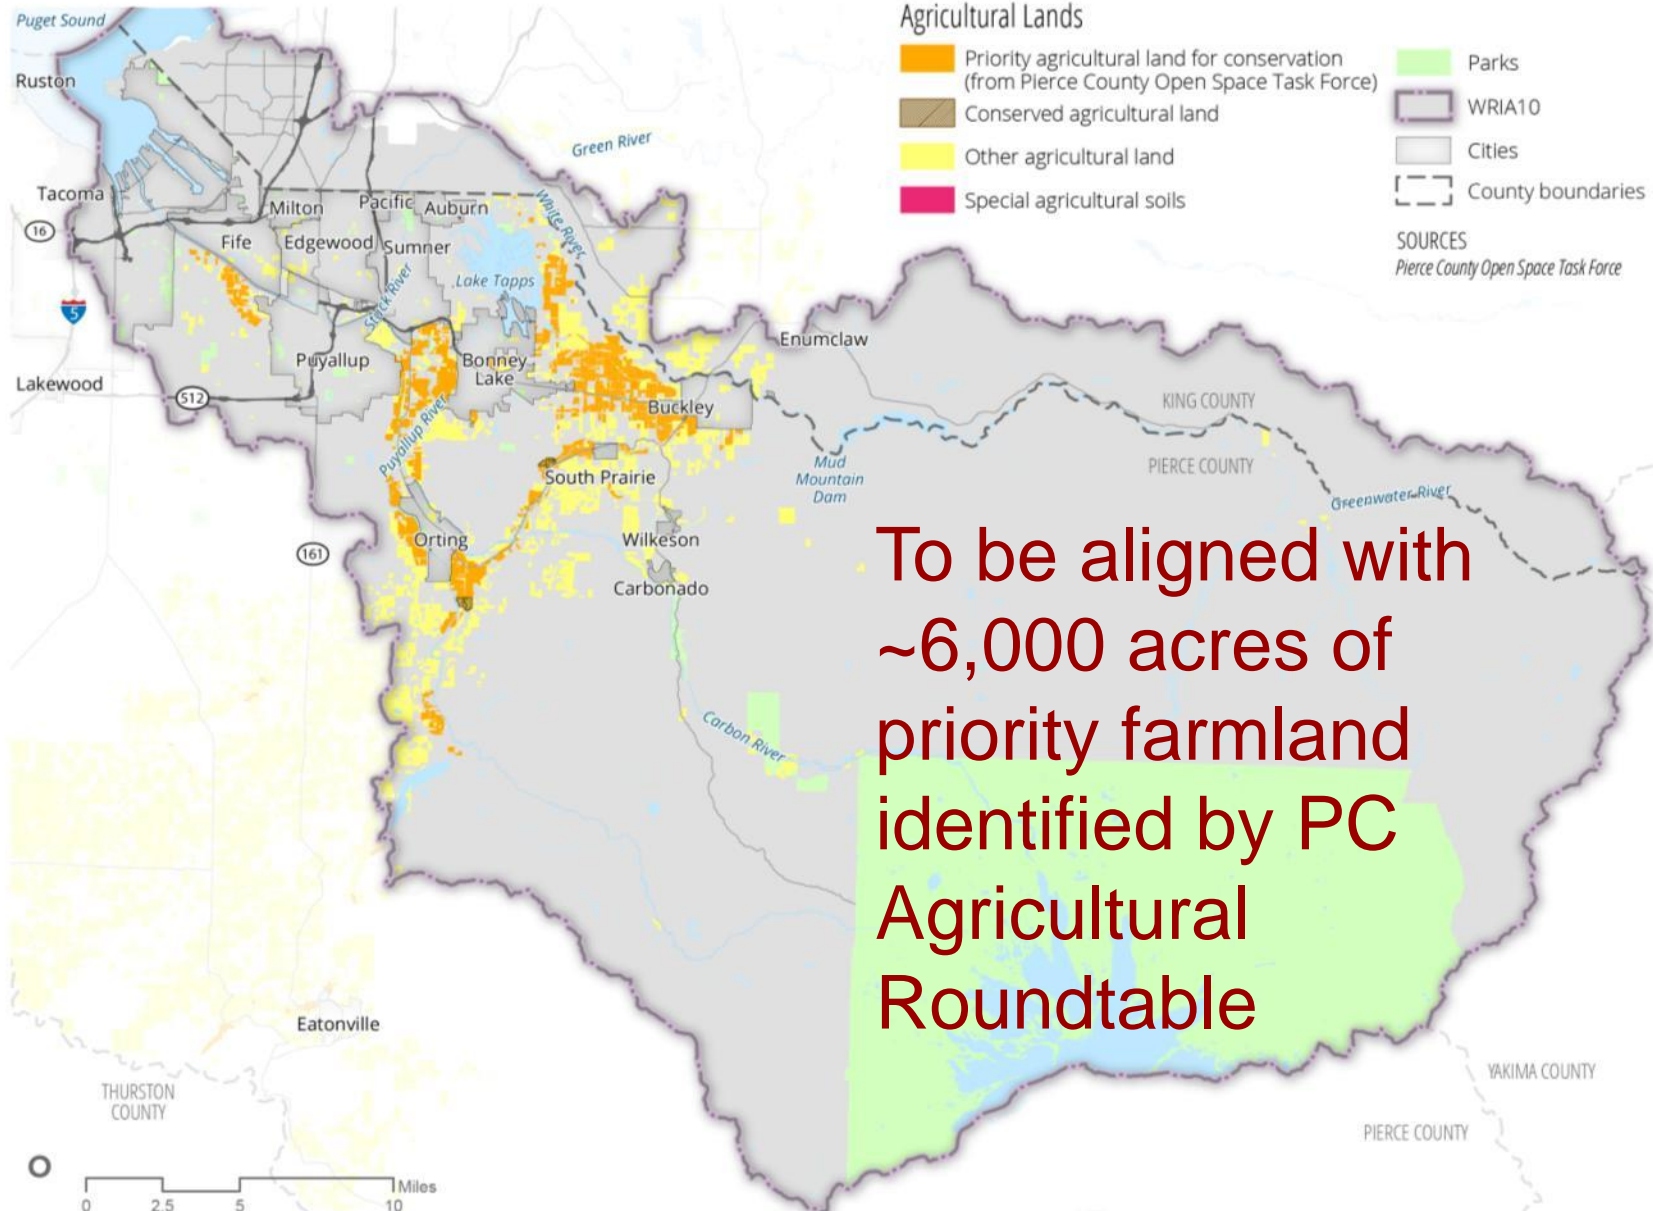 Puget Sound
Ruston
Tacoma
16
5
Lakewood
512
161
Milton
Pacific
Auburn
Fife
Edgewood
Sumner
Green River
White River
Lake Tapps
Stuck River
Puyallup
Bonney
Lake
Buckley
Enumclaw
Puyallup River
South Prairie
Orting
Wilkeson
Carbonado
Carbon River
Mud
Mountain
Dam
KING COUNTY
PIERCE COUNTY
Greenwater River
Eatonville
THURSTON
COUNTY
YAKIMA COUNTY
PIERCE COUNTY
Agricultural Lands
Priority agricultural land for conservation
(from Pierce County Open Space Task Force)
Conserved agricultural land
Other agricultural land
Special agricultural soils
Parks
WRIA10
Cities
County boundaries
SOURCES
Pierce County Open Space Task Force
To be aligned with
~6,000 acres of
priority farmland
identified by PC
Agricultural
Roundtable
Miles
0 2.5 5 10